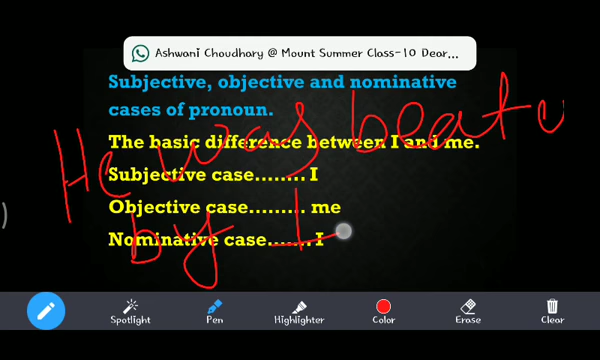 Ashwani Choudhary @ Mount Summer Class-10 Dear...
Subjective, objective and nominative
cases of pronoun.
The basic difference between I and me.
Subjective case........ I
Objective case......... me
Nominative case....... I
He was beate
by I
Spotlight
Pen
Highlighter
Color
Erase
Clear